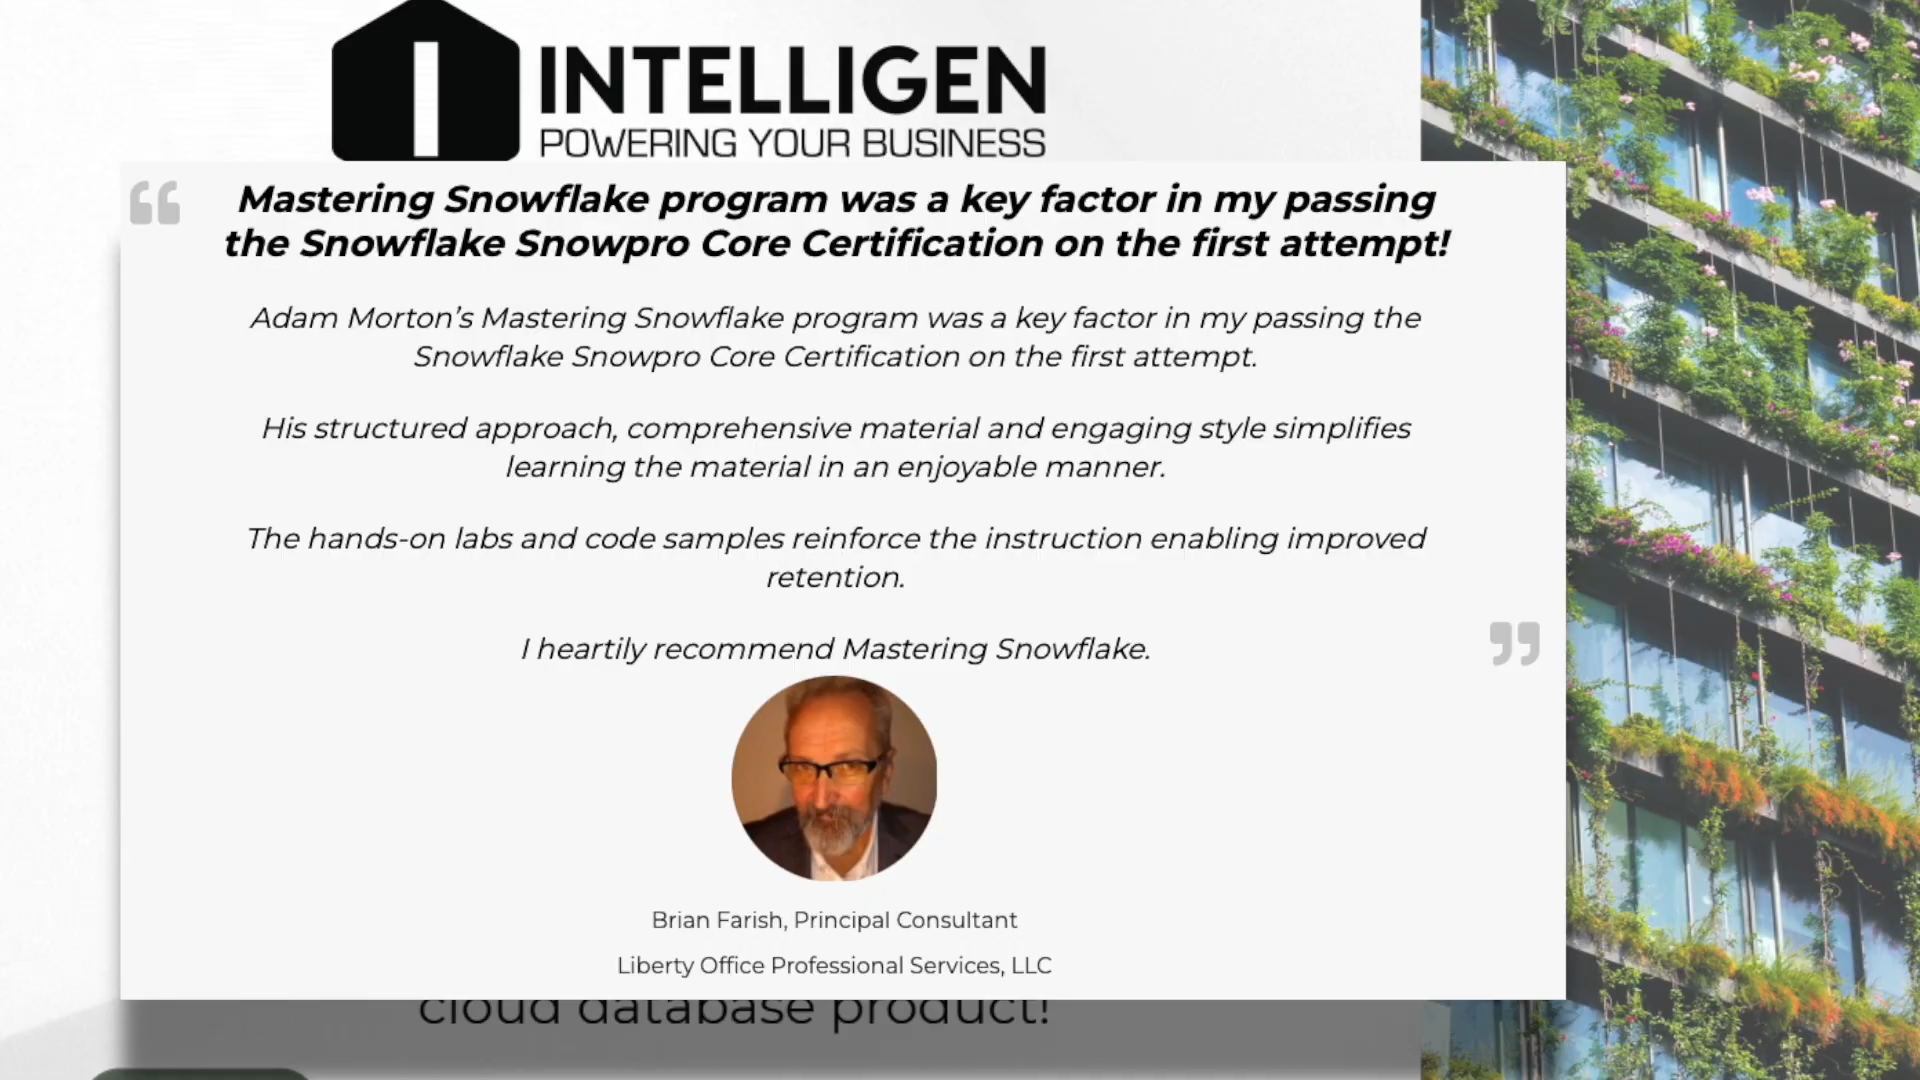 INTELLIGEN
POWERING YOUR BUSINESS
“
Mastering Snowflake program was a key factor in my passing
the Snowflake Snowpro Core Certification on the first attempt!
Adam Morton’s Mastering Snowflake program was a key factor in my passing the
Snowflake Snowpro Core Certification on the first attempt.
His structured approach, comprehensive material and engaging style simplifies
learning the material in an enjoyable manner.
The hands-on labs and code samples reinforce the instruction enabling improved
retention.
I heartily recommend Mastering Snowflake.
”
Brian Farish, Principal Consultant
Liberty Office Professional Services, LLC
cloud database product!